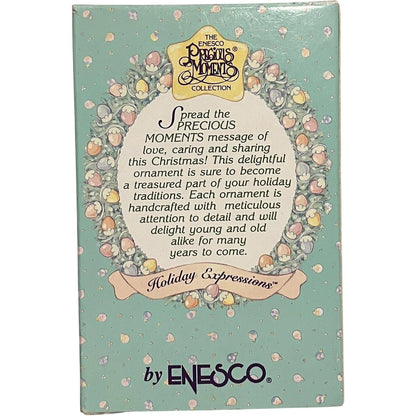 THE
ENESCO
PRECIOUS
MOMENTS®
COLLECTION
Spread the
PRECIOUS
MOMENTS message of
love, caring and sharing
this Christmas! This delightful
ornament is sure to become
a treasured part of your holiday
traditions. Each ornament is
handcrafted with meticulous
attention to detail and will
delight young and old
alike for many
years to come.
Holiday Expressions™
by ENESCO®